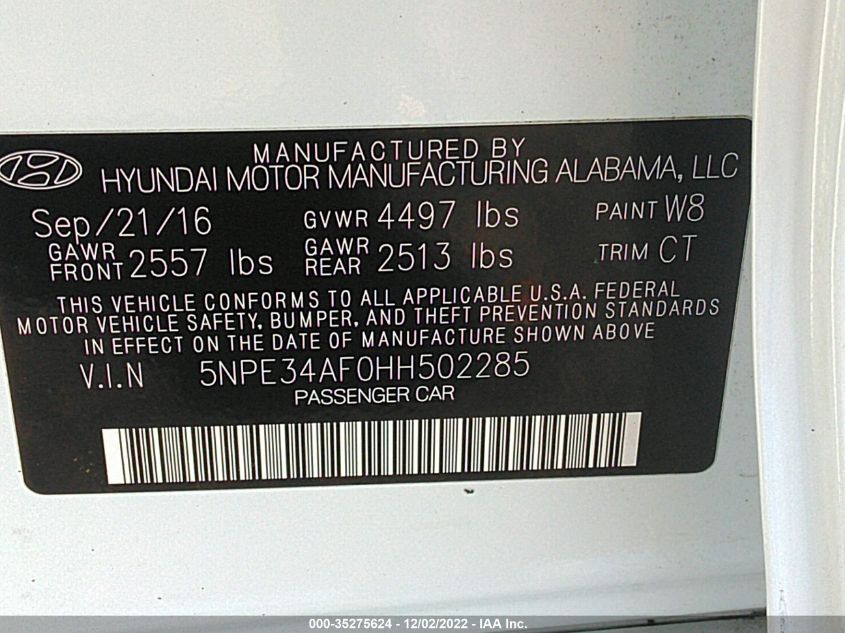 MANUFACTURED BY
HYUNDAI MOTOR MANUFACTURING ALABAMA, LLC
Sep/21/16 GVWR 4497 lbs PAINT W8
GAWR FRONT 2557 lbs GAWR REAR 2513 lbs TRIM CT
THIS VEHICLE CONFORMS TO ALL APPLICABLE U.S.A. FEDERAL
MOTOR VEHICLE SAFETY, BUMPER, AND THEFT PREVENTION STANDARDS
IN EFFECT ON THE DATE OF MANUFACTURE SHOWN ABOVE
V.I.N 5NPE34AF0HH502285
PASSENGER CAR
000-35275624 - 12/02/2022 - IAA Inc.